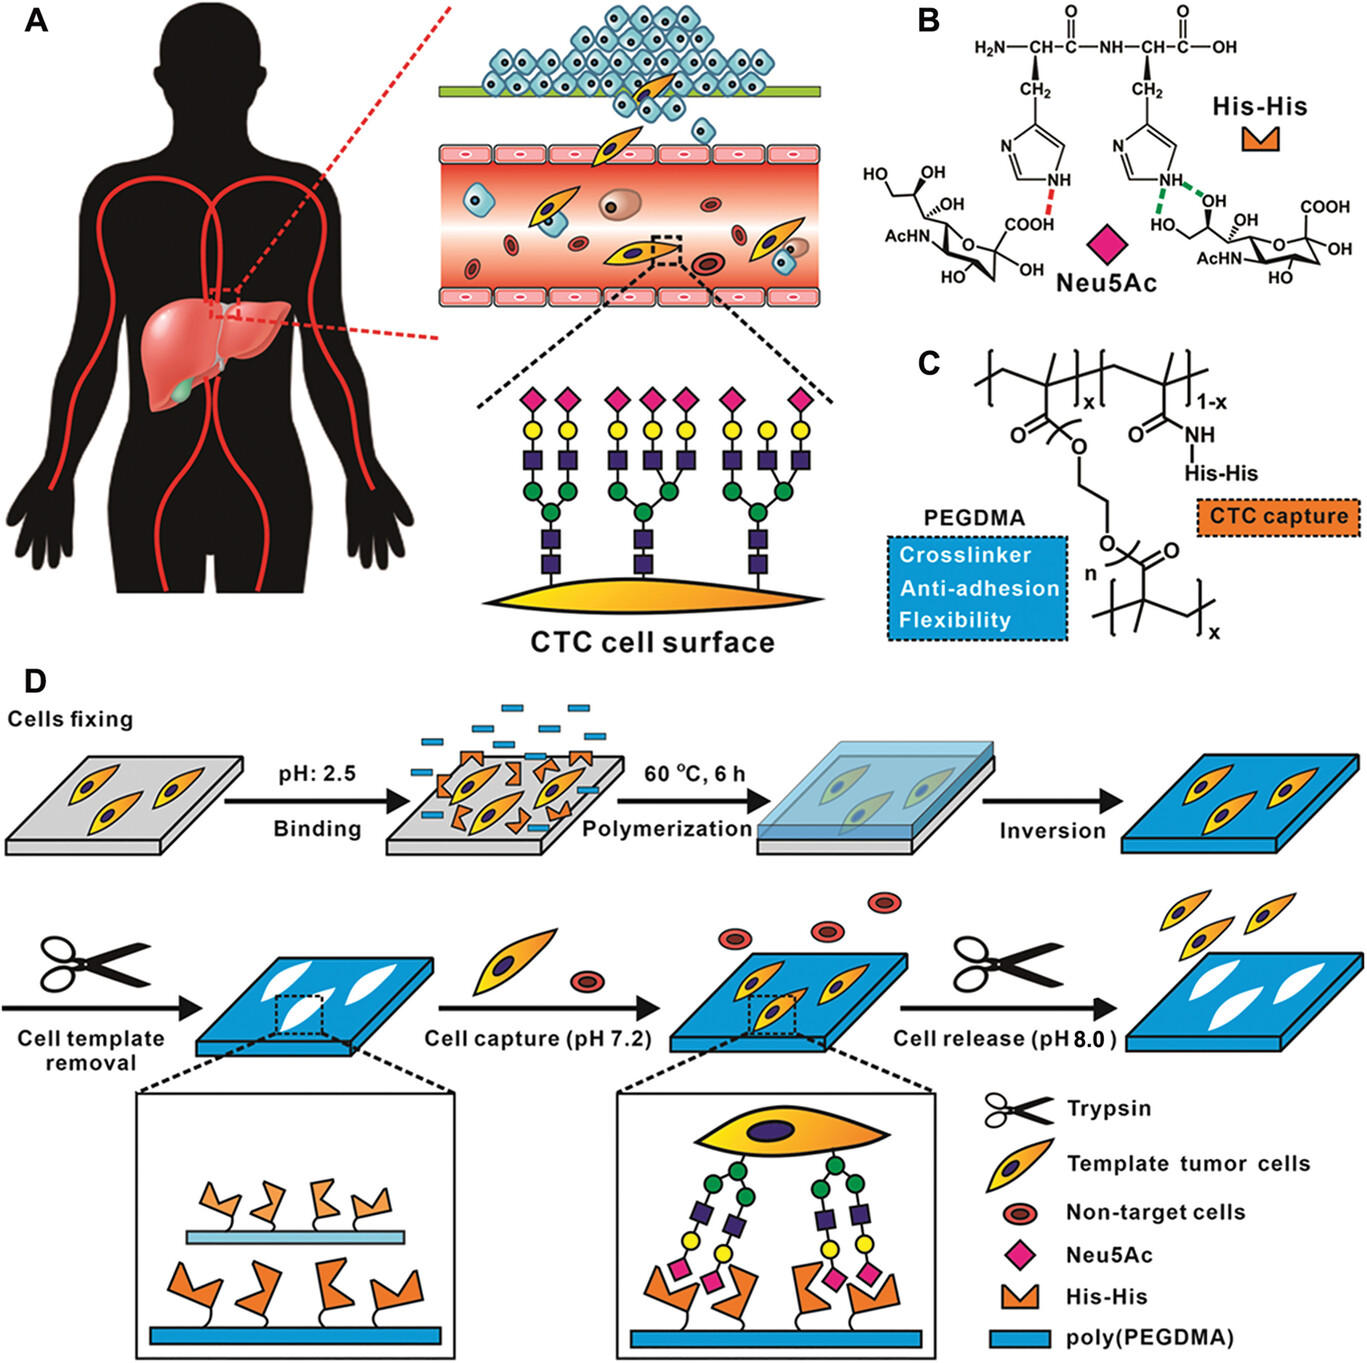 A
CTC cell surface
B
O
O
H₂N
CH
C
NH
CH
C
OH
CH₂
CH₂
His-His
N
NH
N
NH
HO
OH
OH
COOH
AcHN
HO
OH
Neu5Ac
OH
HO
OH
COOH
AcHN
OH
HO
C
x
1-x
O
O
O
NH
His-His
PEGDMA
CTC capture
Crosslinker
Anti-adhesion
Flexibility
O
O
n
x
D
Cells fixing
pH: 2.5
Binding
60 °C, 6 h
Polymerization
Inversion
Cell template
removal
Cell capture (pH 7.2)
Cell release (pH 8.0 )
Trypsin
Template tumor cells
Non-target cells
Neu5Ac
His-His
poly(PEGDMA)